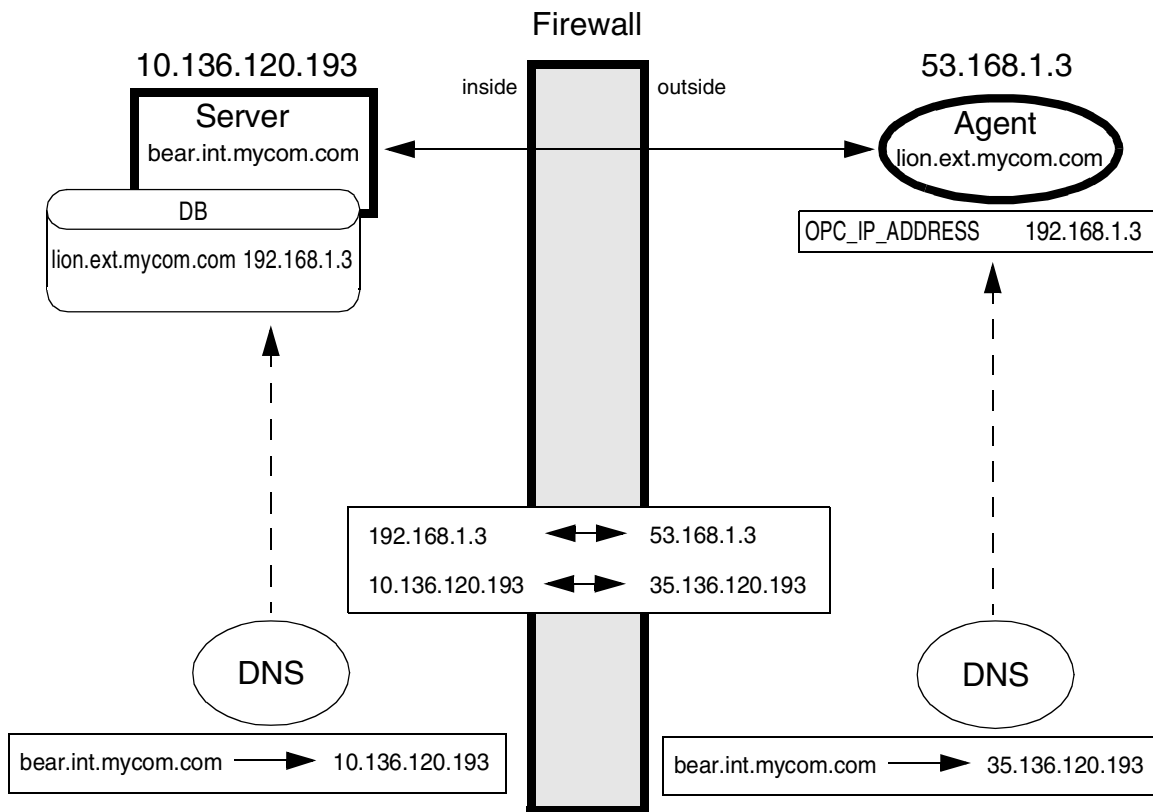 Firewall
10.136.120.193
53.168.1.3
inside
outside
Server
bear.int.mycom.com
Agent
lion.ext.mycom.com
DB
lion.ext.mycom.com 192.168.1.3
OPC_IP_ADDRESS 192.168.1.3
192.168.1.3 53.168.1.3
10.136.120.193 35.136.120.193
DNS
DNS
bear.int.mycom.com 10.136.120.193
bear.int.mycom.com 35.136.120.193